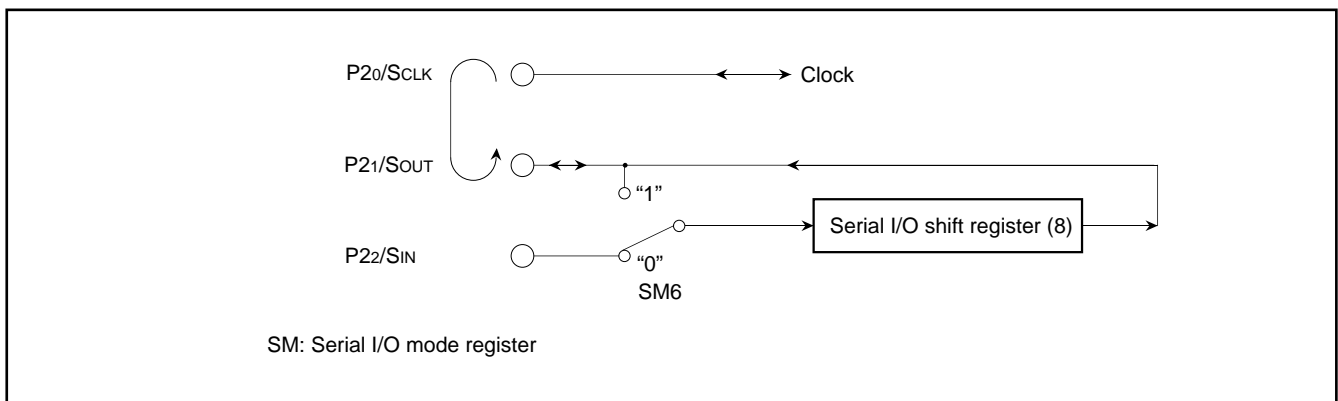 P20/SCLK
Clock
P21/SOUT
“1”
Serial I/O shift register (8)
P22/SIN
“0”
SM6
SM: Serial I/O mode register